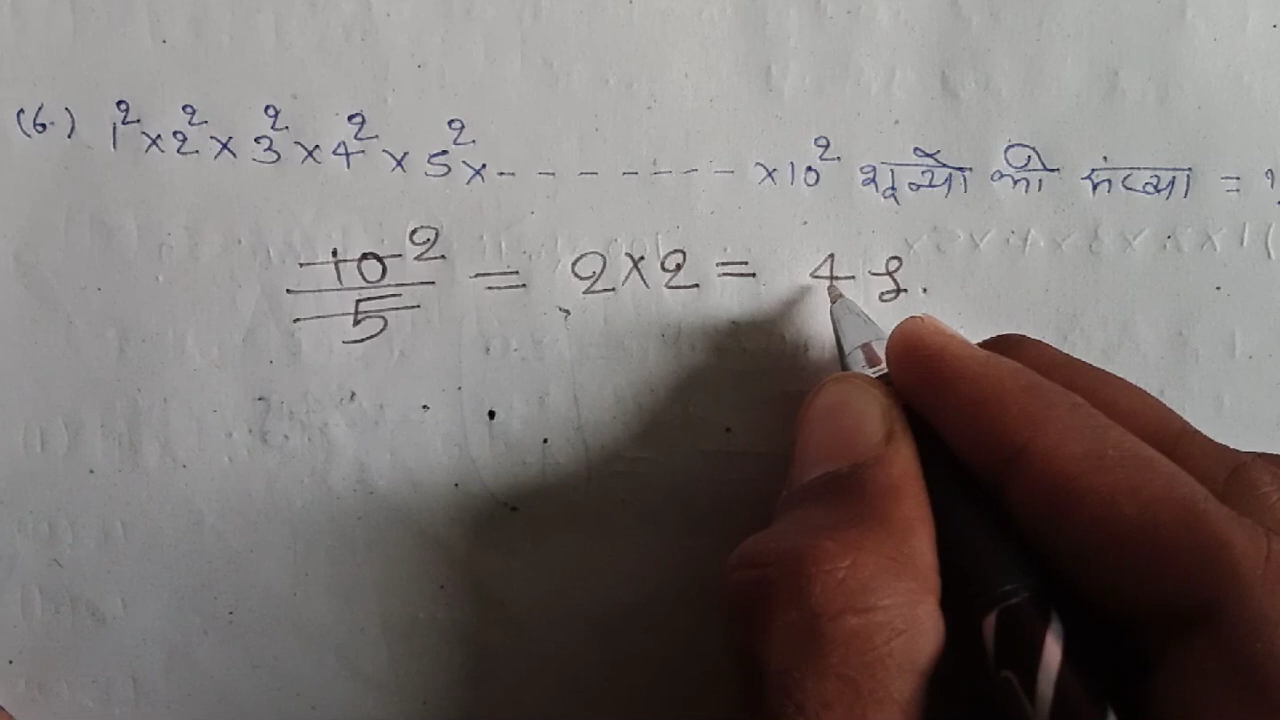 (6.) 1² × 2² × 3² × 4² × 5² × - - - - - - - - × 10² शून्यो की संख्या = ?
10² / 5 = 2 × 2 = 4